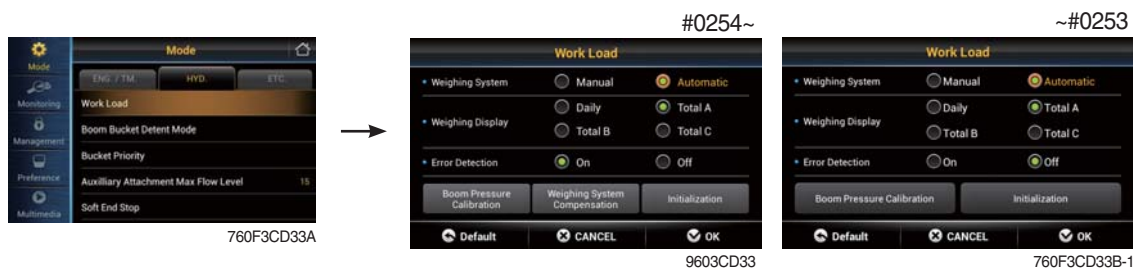 #0254~
~#0253
Mode
Monitoring
Management
Preference
Multimedia
Mode
ENG. / TM.
HYD.
ETC.
Work Load
Boom Bucket Detent Mode
Bucket Priority
Auxilliary Attachment Max Flow Level 15
Soft End Stop
760F3CD33A
Work Load
• Weighing System Manual Automatic
• Weighing Display Daily Total A
Total B Total C
• Error Detection On Off
Boom Pressure
Calibration
Weighing System
Compensation
Initialization
Default CANCEL OK
9603CD33
Work Load
• Weighing System Manual Automatic
• Weighing Display Daily Total A
Total B Total C
• Error Detection On Off
Boom Pressure Calibration Initialization
Default CANCEL OK
760F3CD33B-1